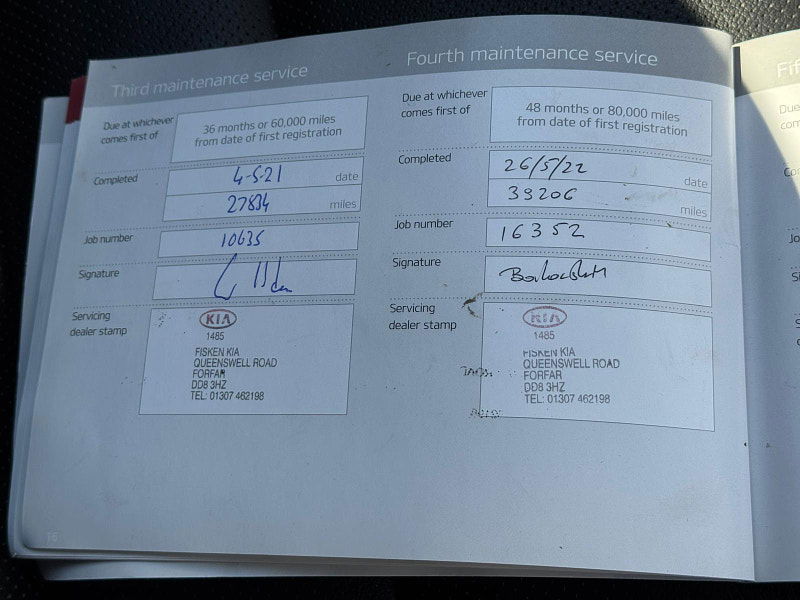 Third maintenance service
Due at whichever
comes first of
36 months or 60,000 miles
from date of first registration
Completed
4-5-21
date
27834
miles
Job number
10635
Signature
Servicing
dealer stamp
KIA
1485
FISKEN KIA
QUEENSWELL ROAD
FORFAR
DD8 3HZ
TEL: 01307 462198
15
Fourth maintenance service
Due at whichever
comes first of
48 months or 80,000 miles
from date of first registration
Completed
26/5/22
date
39206
miles
Job number
16352
Signature
Servicing
dealer stamp
KIA
1485
FISKEN KIA
QUEENSWELL ROAD
FORFAR
DD8 3HZ
TEL: 01307 462198